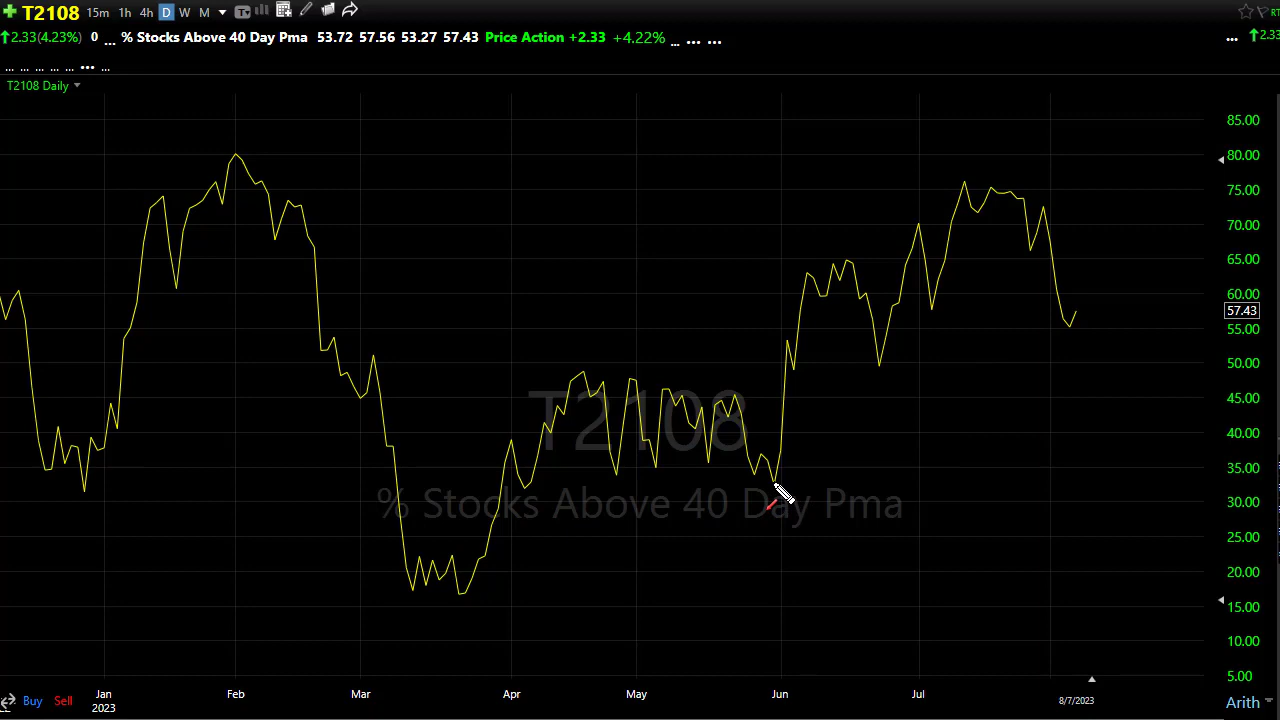 T2108 15m 1h 4h D W M T RT
2.33(4.23%) 0 ... % Stocks Above 40 Day Pma 53.72 57.56 53.27 57.43 Price Action +2.33 +4.22% ... ... ... ... 2.33
... ... ... ... ... ... ...
T2108 Daily
85.00
80.00
75.00
70.00
65.00
60.00
57.43
55.00
50.00
45.00
T2108
40.00
35.00
% Stocks Above 40 Day Pma
30.00
25.00
20.00
15.00
10.00
5.00
Buy Sell
Jan Feb Mar Apr May Jun Jul
2023
8/7/2023
Arith